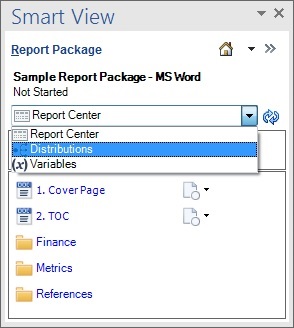 Smart View
Report Package
Sample Report Package - MS Word
Not Started
Report Center
Report Center
Distributions
(x) Variables
1. Cover Page
2. TOC
Finance
Metrics
References